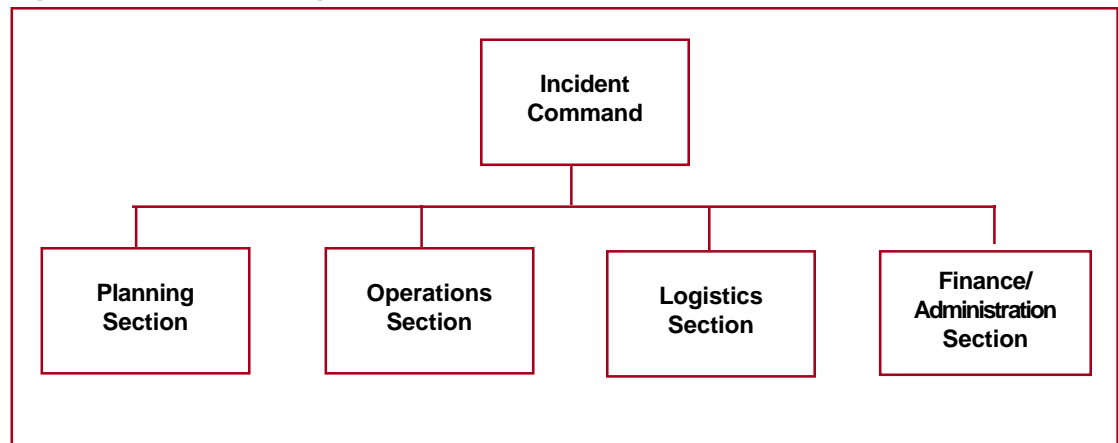 Incident
Command
Planning
Section
Operations
Section
Logistics
Section
Finance/
Administration
Section